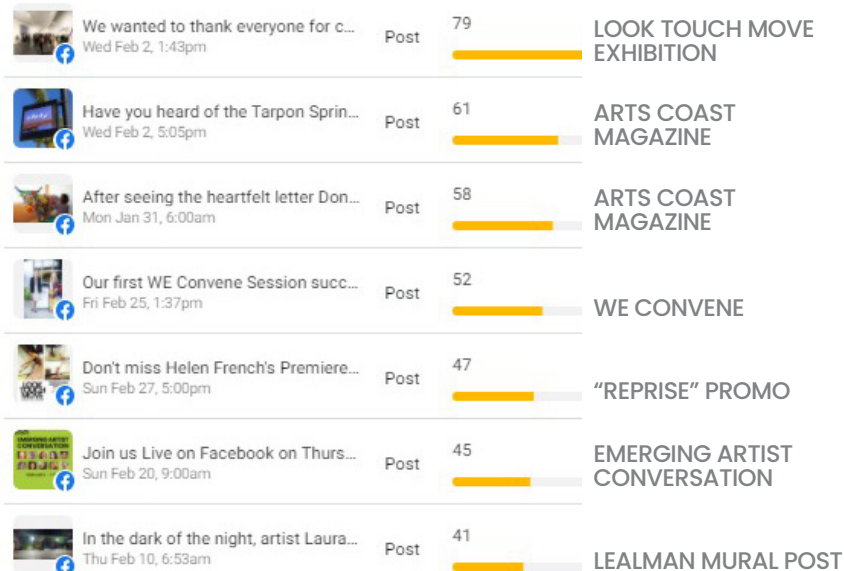 We wanted to thank everyone for c...
Wed Feb 2, 1:43pm
Post
79
LOOK TOUCH MOVE
EXHIBITION
Have you heard of the Tarpon Sprin...
Wed Feb 2, 5:05pm
Post
61
ARTS COAST
MAGAZINE
After seeing the heartfelt letter Don...
Mon Jan 31, 6:00am
Post
58
ARTS COAST
MAGAZINE
Our first WE Convene Session succ...
Fri Feb 25, 1:37pm
Post
52
WE CONVENE
Don't miss Helen French's Premiere...
Sun Feb 27, 5:00pm
Post
47
“REPRISE” PROMO
EMERGING ARTIST
CONVERSATION
Join us Live on Facebook on Thurs...
Sun Feb 20, 9:00am
Post
45
EMERGING ARTIST
CONVERSATION
In the dark of the night, artist Laura...
Thu Feb 10, 6:53am
Post
41
LEALMAN MURAL POST